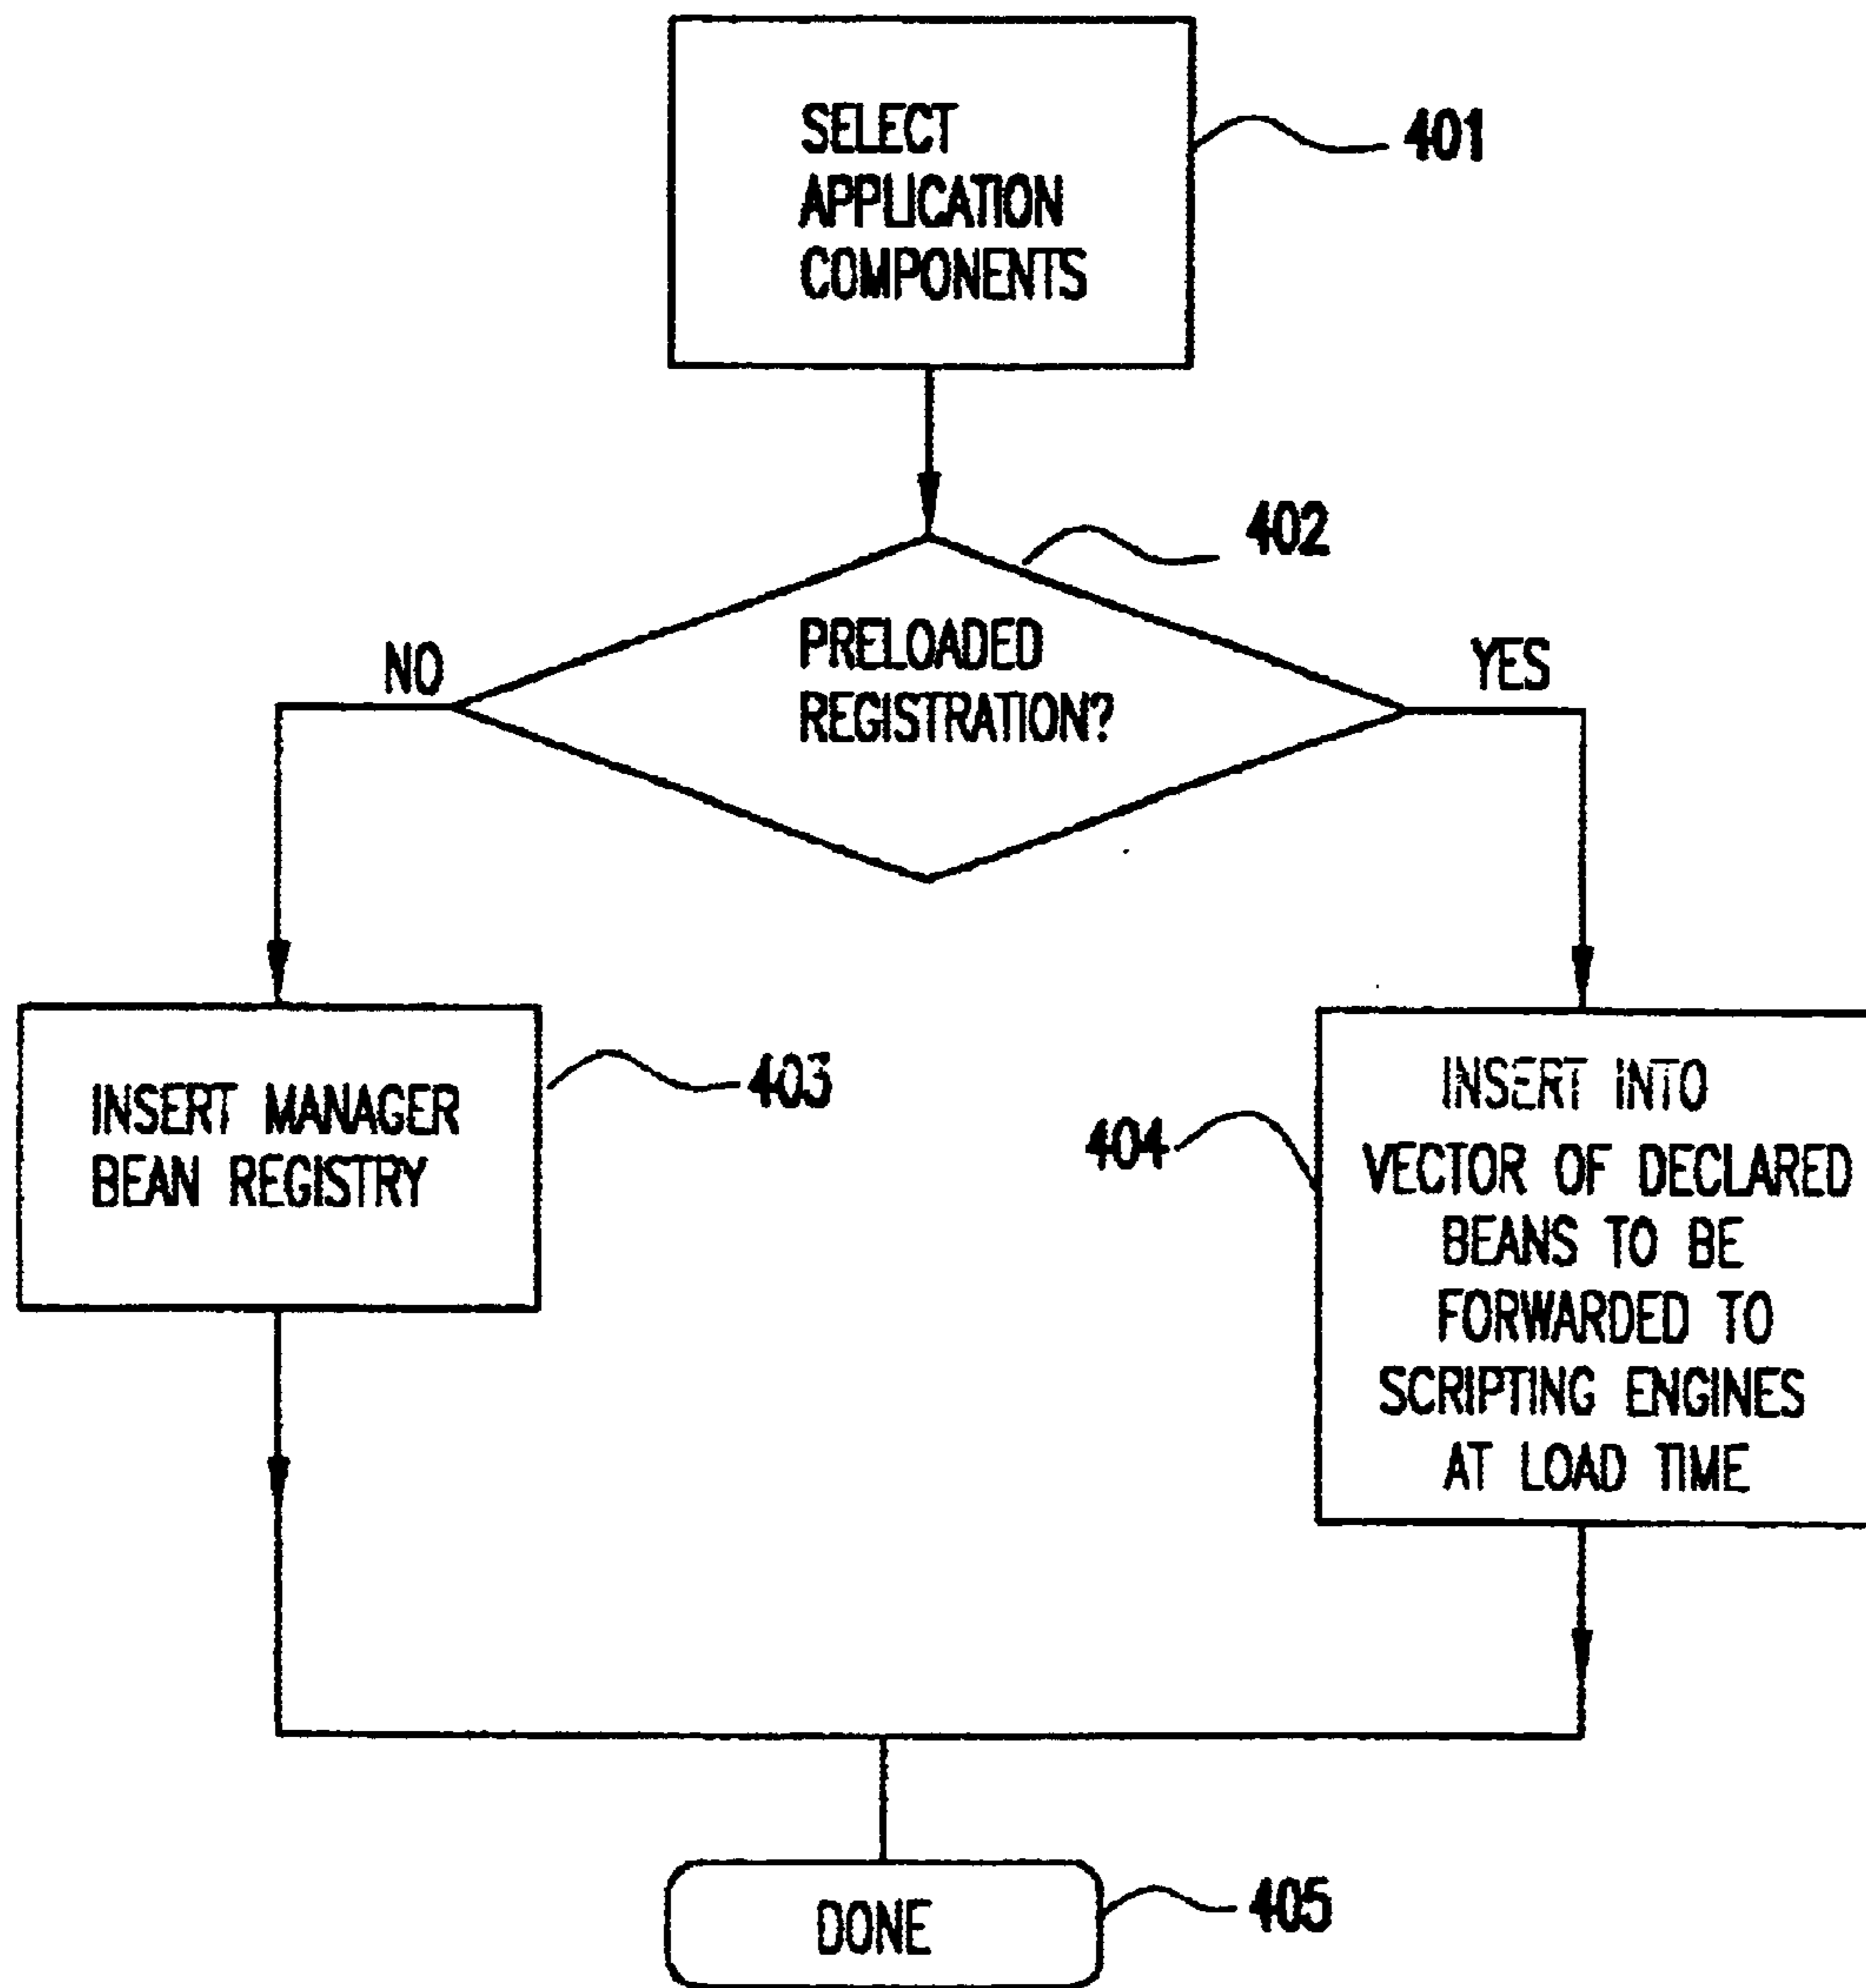 SELECT
APPLICATION
COMPONENTS
401
402
PRELOADED
REGISTRATION?
NO
YES
INSERT MANAGER
BEAN REGISTRY
403
404
INSERT INTO
VECTOR OF DECLARED
BEANS TO BE
FORWARDED TO
SCRIPTING ENGINES
AT LOAD TIME
DONE
405